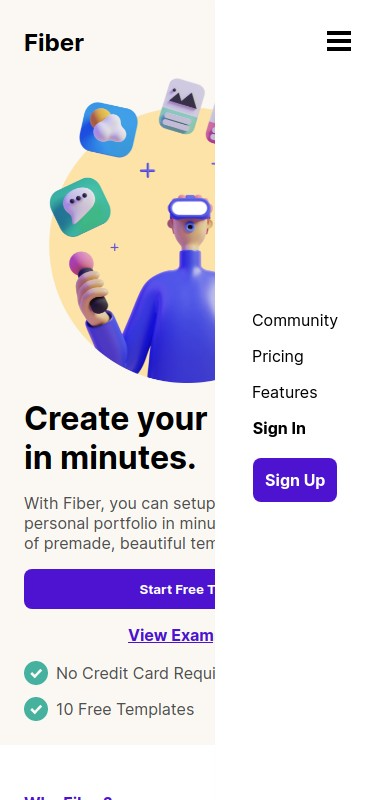 Fiber
Community
Pricing
Features
Sign In
Sign Up
Create your
in minutes.
With Fiber, you can setup
personal portfolio in minu
of premade, beautiful tem
Start Free T
View Exam
No Credit Card Requi
10 Free Templates